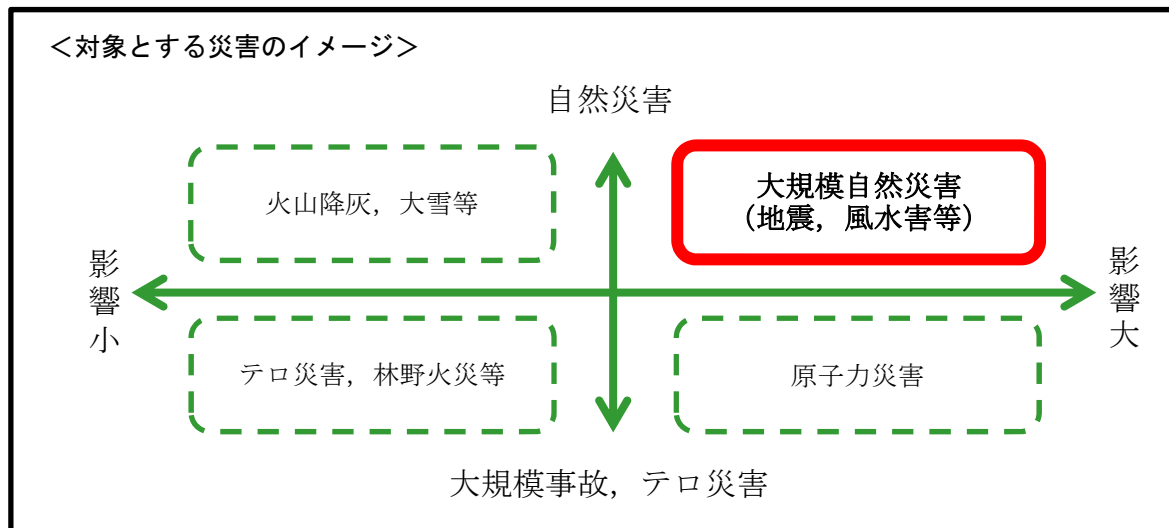 ＜対象とする災害のイメージ＞
自然災害
火山降灰，大雪等
大規模自然災害
（地震，風水害等）
影響小
影響大
テロ災害，林野火災等
原子力災害
大規模事故，テロ災害